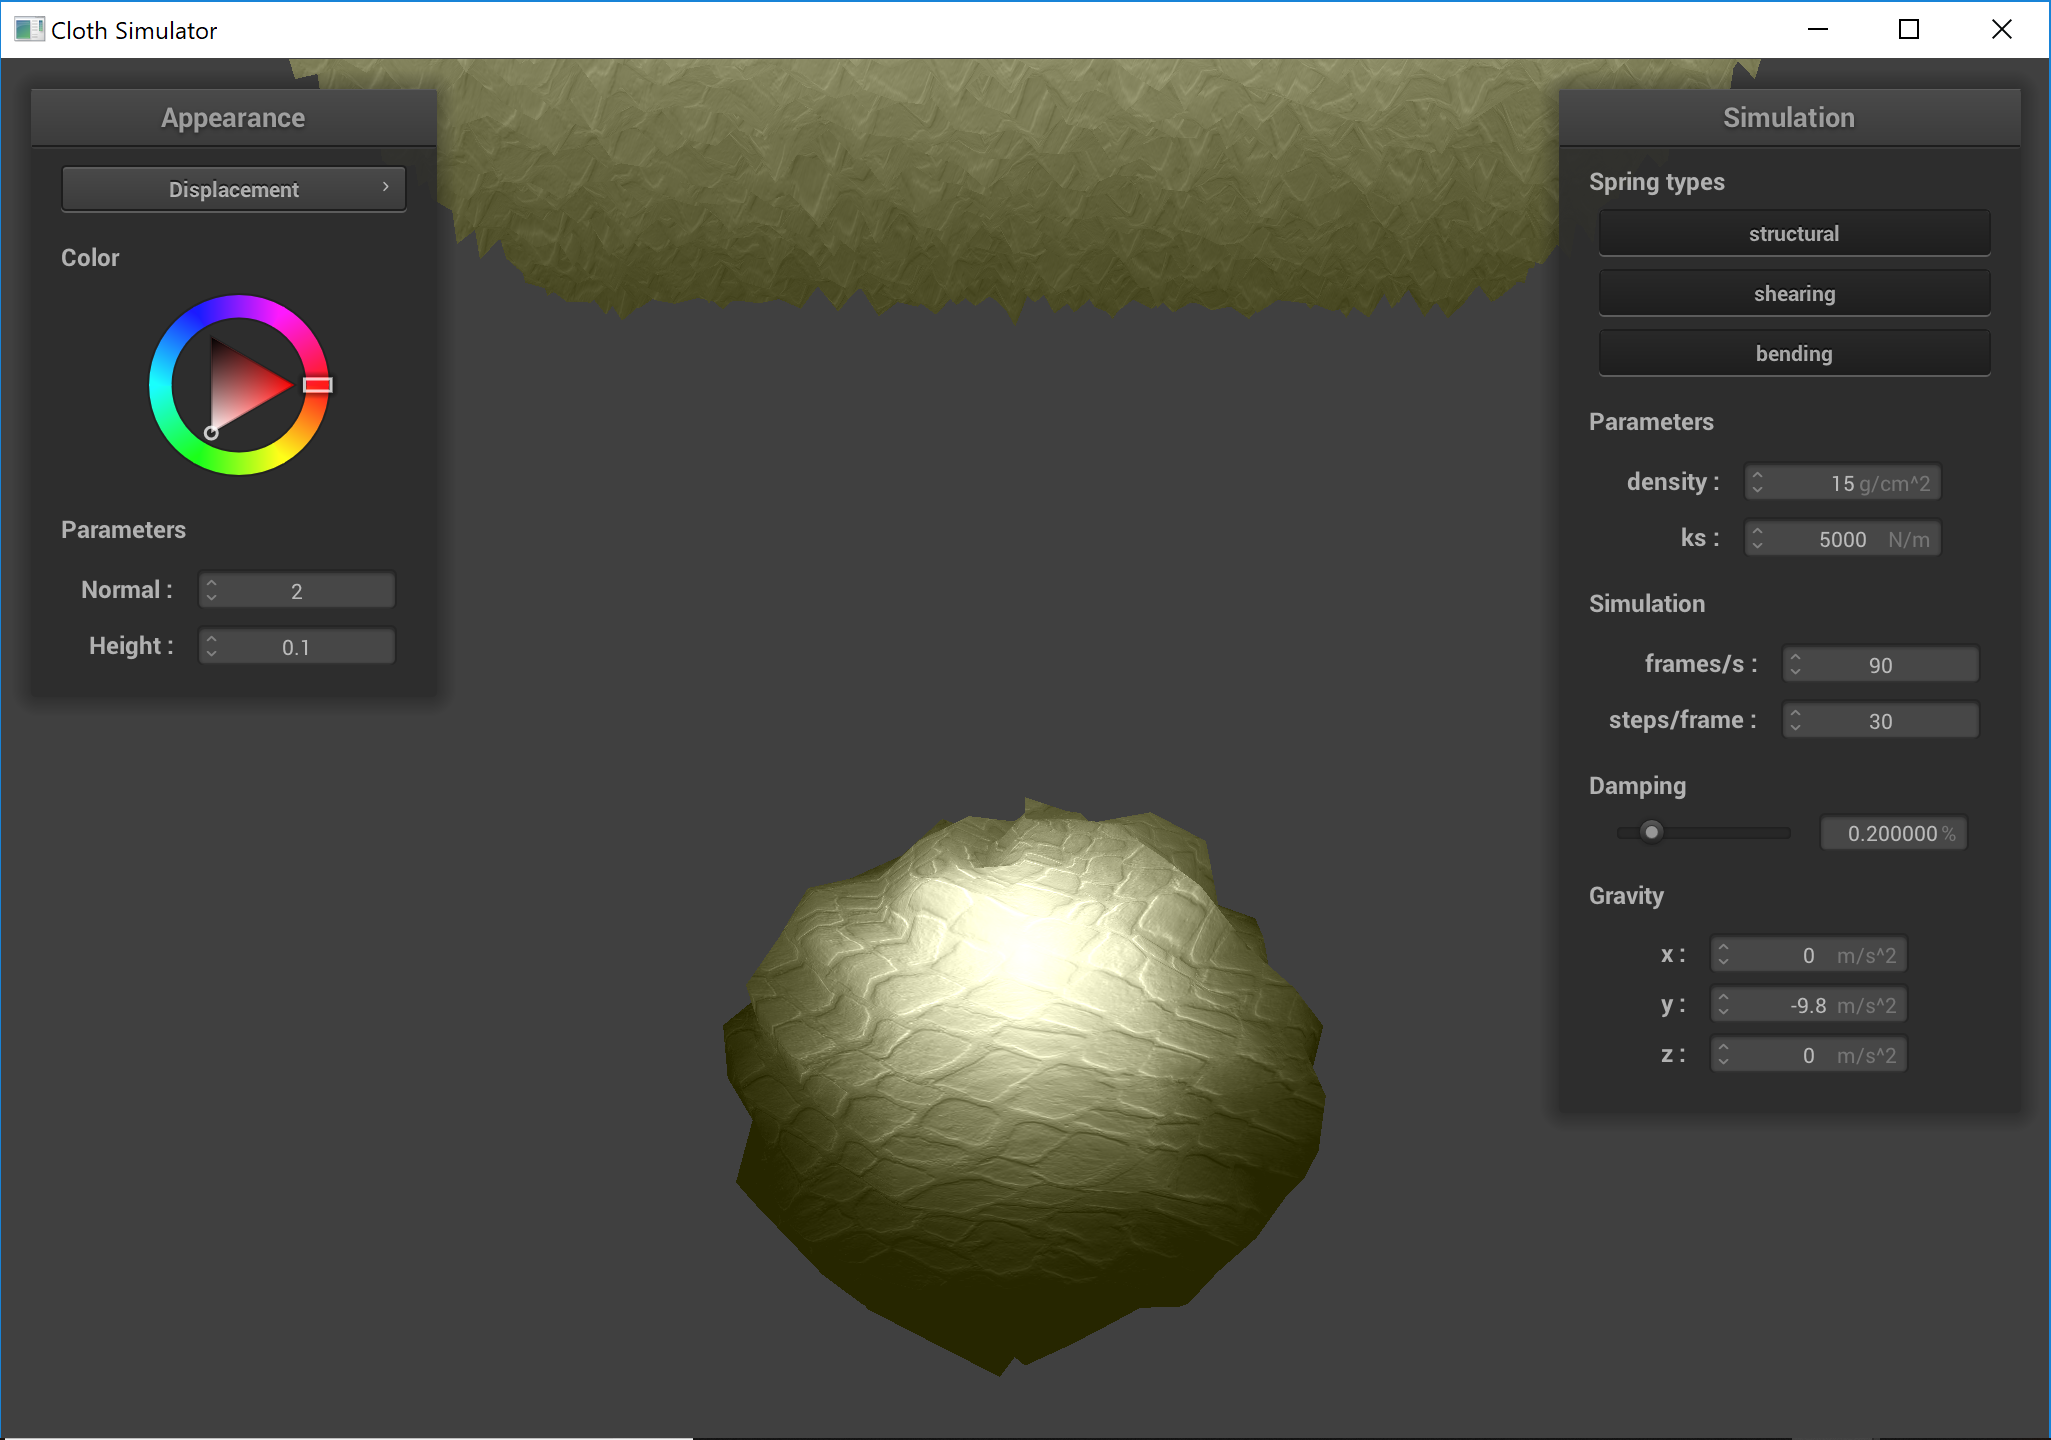 Cloth Simulator
Appearance
Displacement
Color
Parameters
Normal : 2
Height : 0.1
Simulation
Spring types
structural
shearing
bending
Parameters
density : 15 g/cm^2
ks : 5000 N/m
Simulation
frames/s : 90
steps/frame : 30
Damping
0.200000 %
Gravity
x : 0 m/s^2
y : -9.8 m/s^2
z : 0 m/s^2